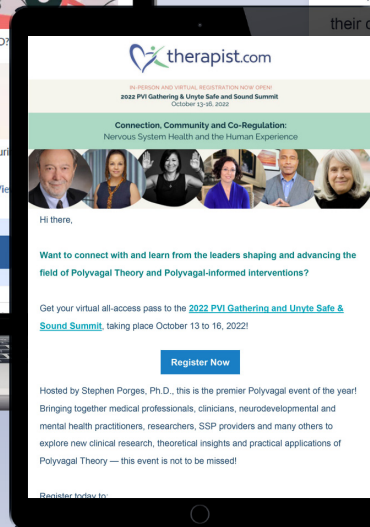 their
therapist.com
IN-PERSON AND VIRTUAL REGISTRATION NOW OPEN!
2022 PVI Gathering & Unyte Safe and Sound Summit
October 13-16, 2022
Connection, Community and Co-Regulation:
Nervous System Health and the Human Experience
Hi there,
Want to connect with and learn from the leaders shaping and advancing the
field of Polyvagal Theory and Polyvagal-informed interventions?
Get your virtual all-access pass to the 2022 PVI Gathering and Unyte Safe &
Sound Summit, taking place October 13 to 16, 2022!
Register Now
Hosted by Stephen Porges, Ph.D., this is the premier Polyvagal event of the year!
Bringing together medical professionals, clinicians, neurodevelopmental and
mental health practitioners, researchers, SSP providers and many others to
explore new clinical research, theoretical insights and practical applications of
Polyvagal Theory — this event is not to be missed!
Register today to: